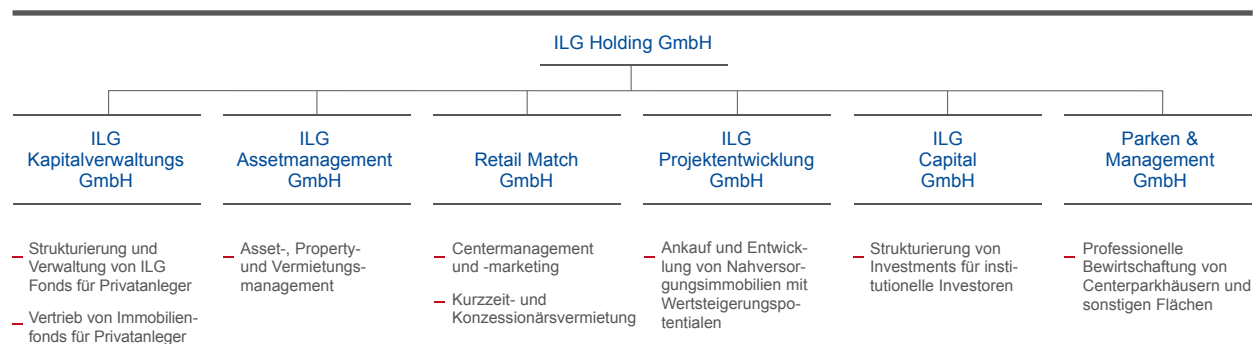 ILG Holding GmbH
ILG
Kapitalverwaltungs
GmbH
ILG
Assetmanagement
GmbH
Retail Match
GmbH
ILG
Projektentwicklung
GmbH
ILG
Capital
GmbH
Parken &
Management
GmbH
Strukturierung und
Verwaltung von ILG
Fonds für Privatanleger
Vertrieb von Immobilien-
fonds für Privatanleger
Asset-, Property-
und Vermietungs-
management
Centermanagement
und -marketing
Kurzzeit- und
Konzessionärsvermietung
Ankauf und Entwick-
lung von Nahversor-
gungsimmobilien mit
Wertsteigerungspo-
tentialen
Strukturierung von
Investments für insti-
tutionelle Investoren
Professionelle
Bewirtschaftung von
Centerparkhäusern und
sonstigen Flächen